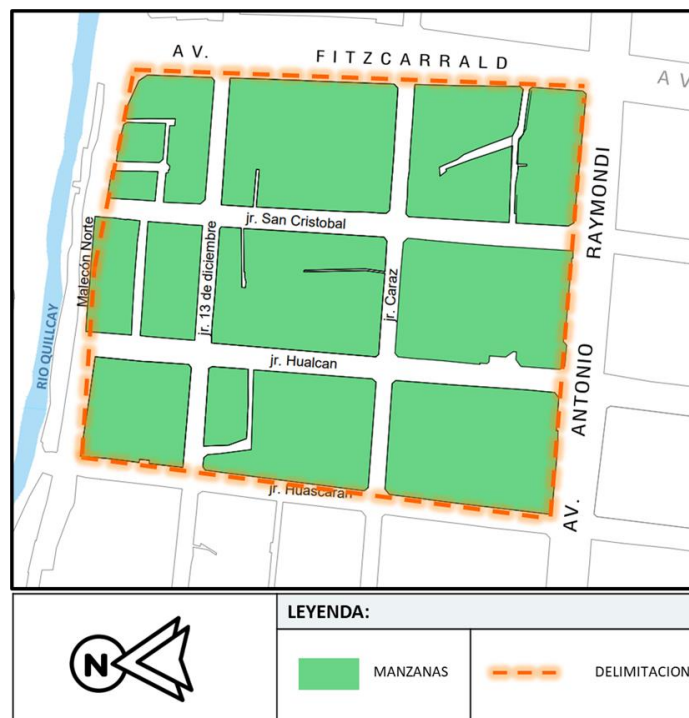 AV. FITZCARRALD
AV
RAYMONDI
jr. San Cristobal
Malecón Norte
jr. 13 de diciembre
jr. Caraz
RIO QUILLCAY
jr. Hualcan
ANTONIO
jr. Huascaran
AV.
LEYENDA:
N
MANZANAS
DELIMITACION